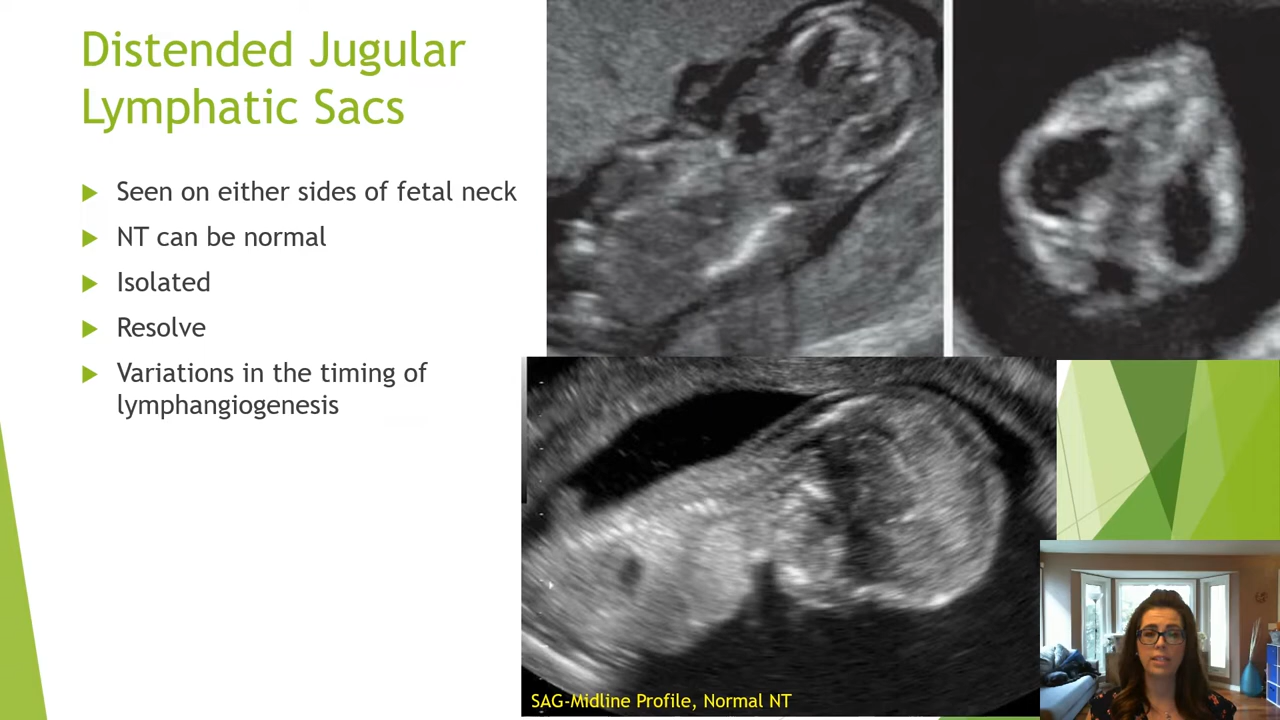 Distended Jugular
Lymphatic Sacs
Seen on either sides of fetal neck
NT can be normal
Isolated
Resolve
Variations in the timing of
lymphangiogenesis
SAG-Midline Profile, Normal NT